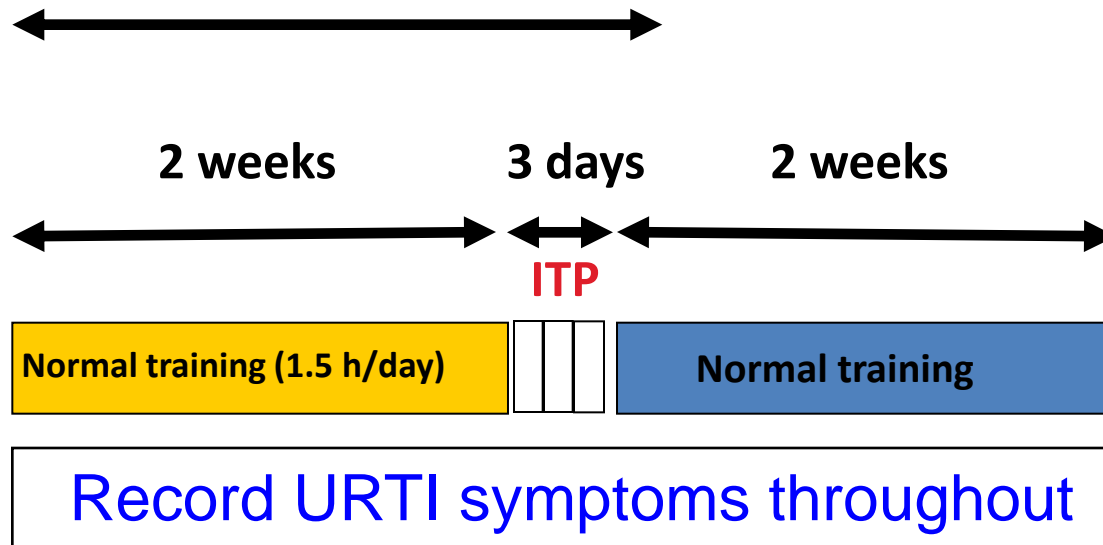 2 weeks 3 days 2 weeks
ITP
Normal training (1.5 h/day) Normal training
Record URTI symptoms throughout